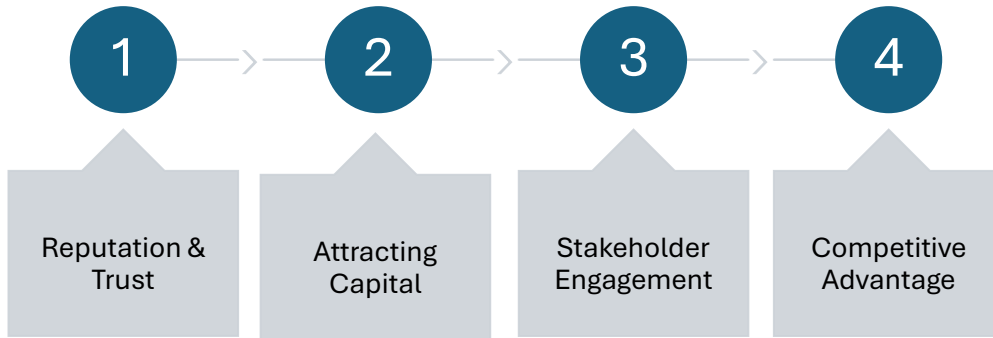 1
2
3
4
Reputation &
Trust
Attracting
Capital
Stakeholder
Engagement
Competitive
Advantage